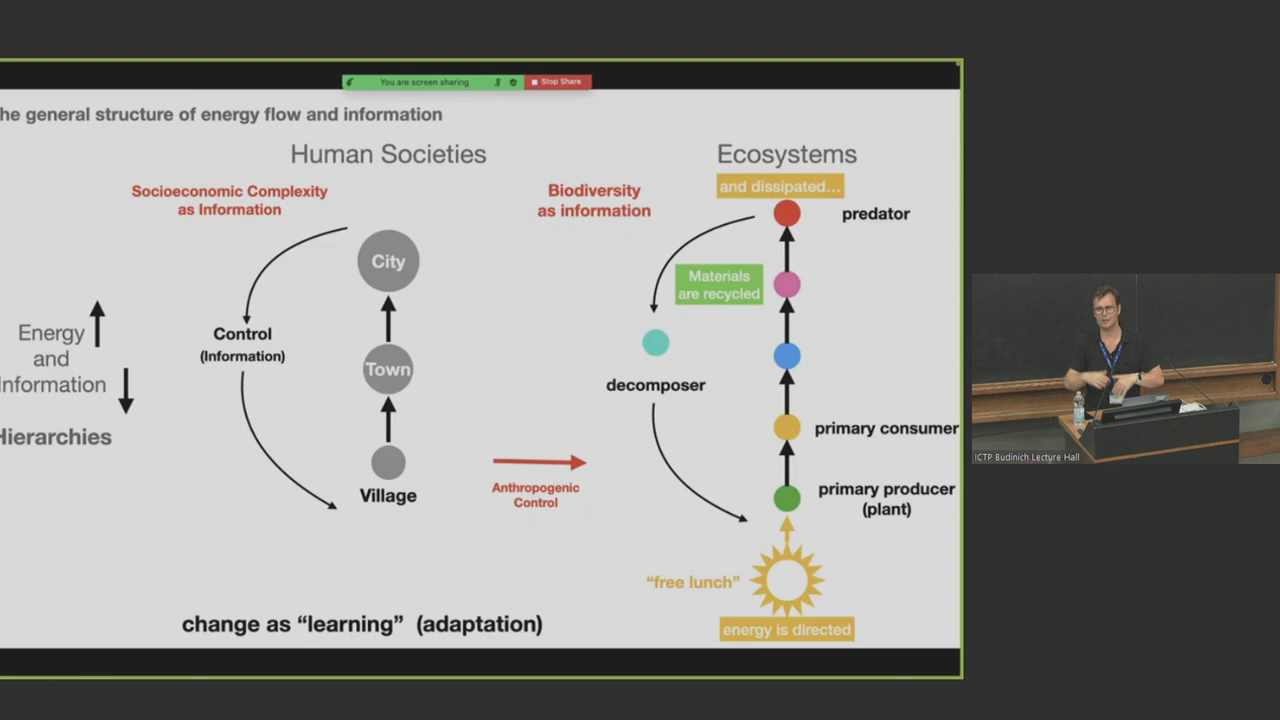 You are screen sharing
Stop Share
he general structure of energy flow and information
Human Societies
Ecosystems
and dissipated...
Socioeconomic Complexity
as Information
Biodiversity
as information
predator
City
Materials
are recycled
Energy
and
Information
Hierarchies
Control
(Information)
Town
decomposer
primary consumer
Village
Anthropogenic
Control
primary producer
(plant)
"free lunch"
change as "learning" (adaptation)
energy is directed
ICTP Budinich Lecture Hall